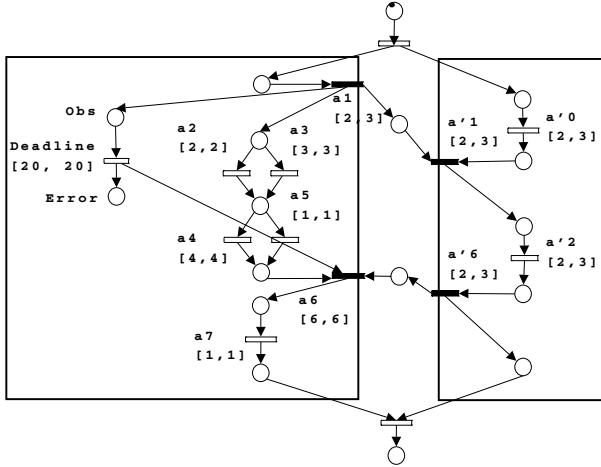 Obs
Deadline
[20, 20]
Error
a1
[2,3]
a2
[2,2]
a3
[3,3]
a5
[1,1]
a4
[4,4]
a6
[6,6]
a7
[1,1]
a'1
[2,3]
a'0
[2,3]
a'2
[2,3]
a'6
[2,3]